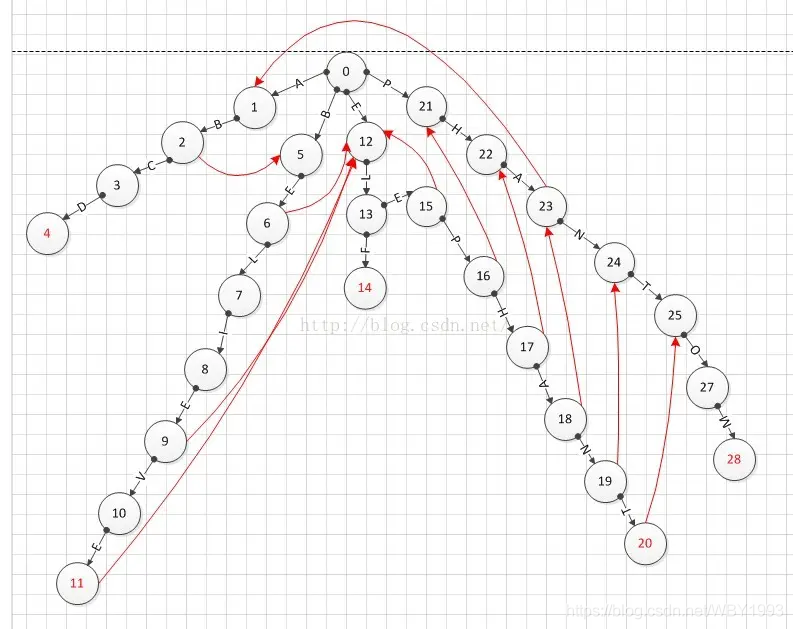 0
A
B
E
P
1
21
B
H
2
5
12
22
C
E
L
A
3
6
13
E
15
23
D
L
F
P
N
4
7
14
16
24
I
H
T
8
17
25
E
A
O
9
18
27
V
N
M
10
19
28
E
T
11
20
http://blog.csdn.net/
https://blog.csdn.net/WBY1993